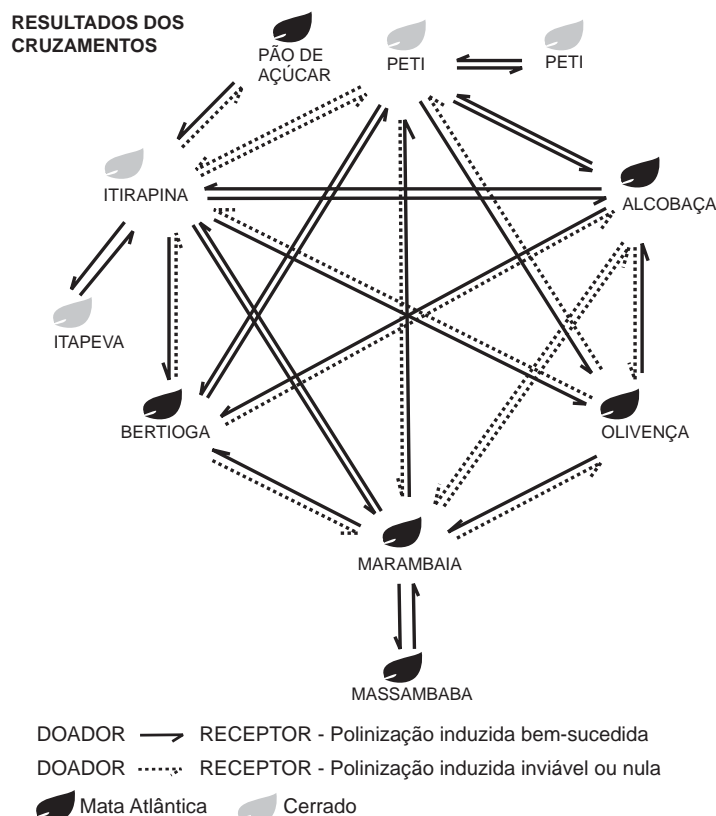 RESULTADOS DOS
CRUZAMENTOS
PÃO DE
AÇÚCAR
PETI
PETI
ITIRAPINA
ALCOBAÇA
ITAPEVA
BERTIOGA
OLIVENÇA
MARAMBAIA
MASSAMBABA
DOADOR RECEPTOR - Polinização induzida bem-sucedida
DOADOR RECEPTOR - Polinização induzida inviável ou nula
Mata Atlântica Cerrado